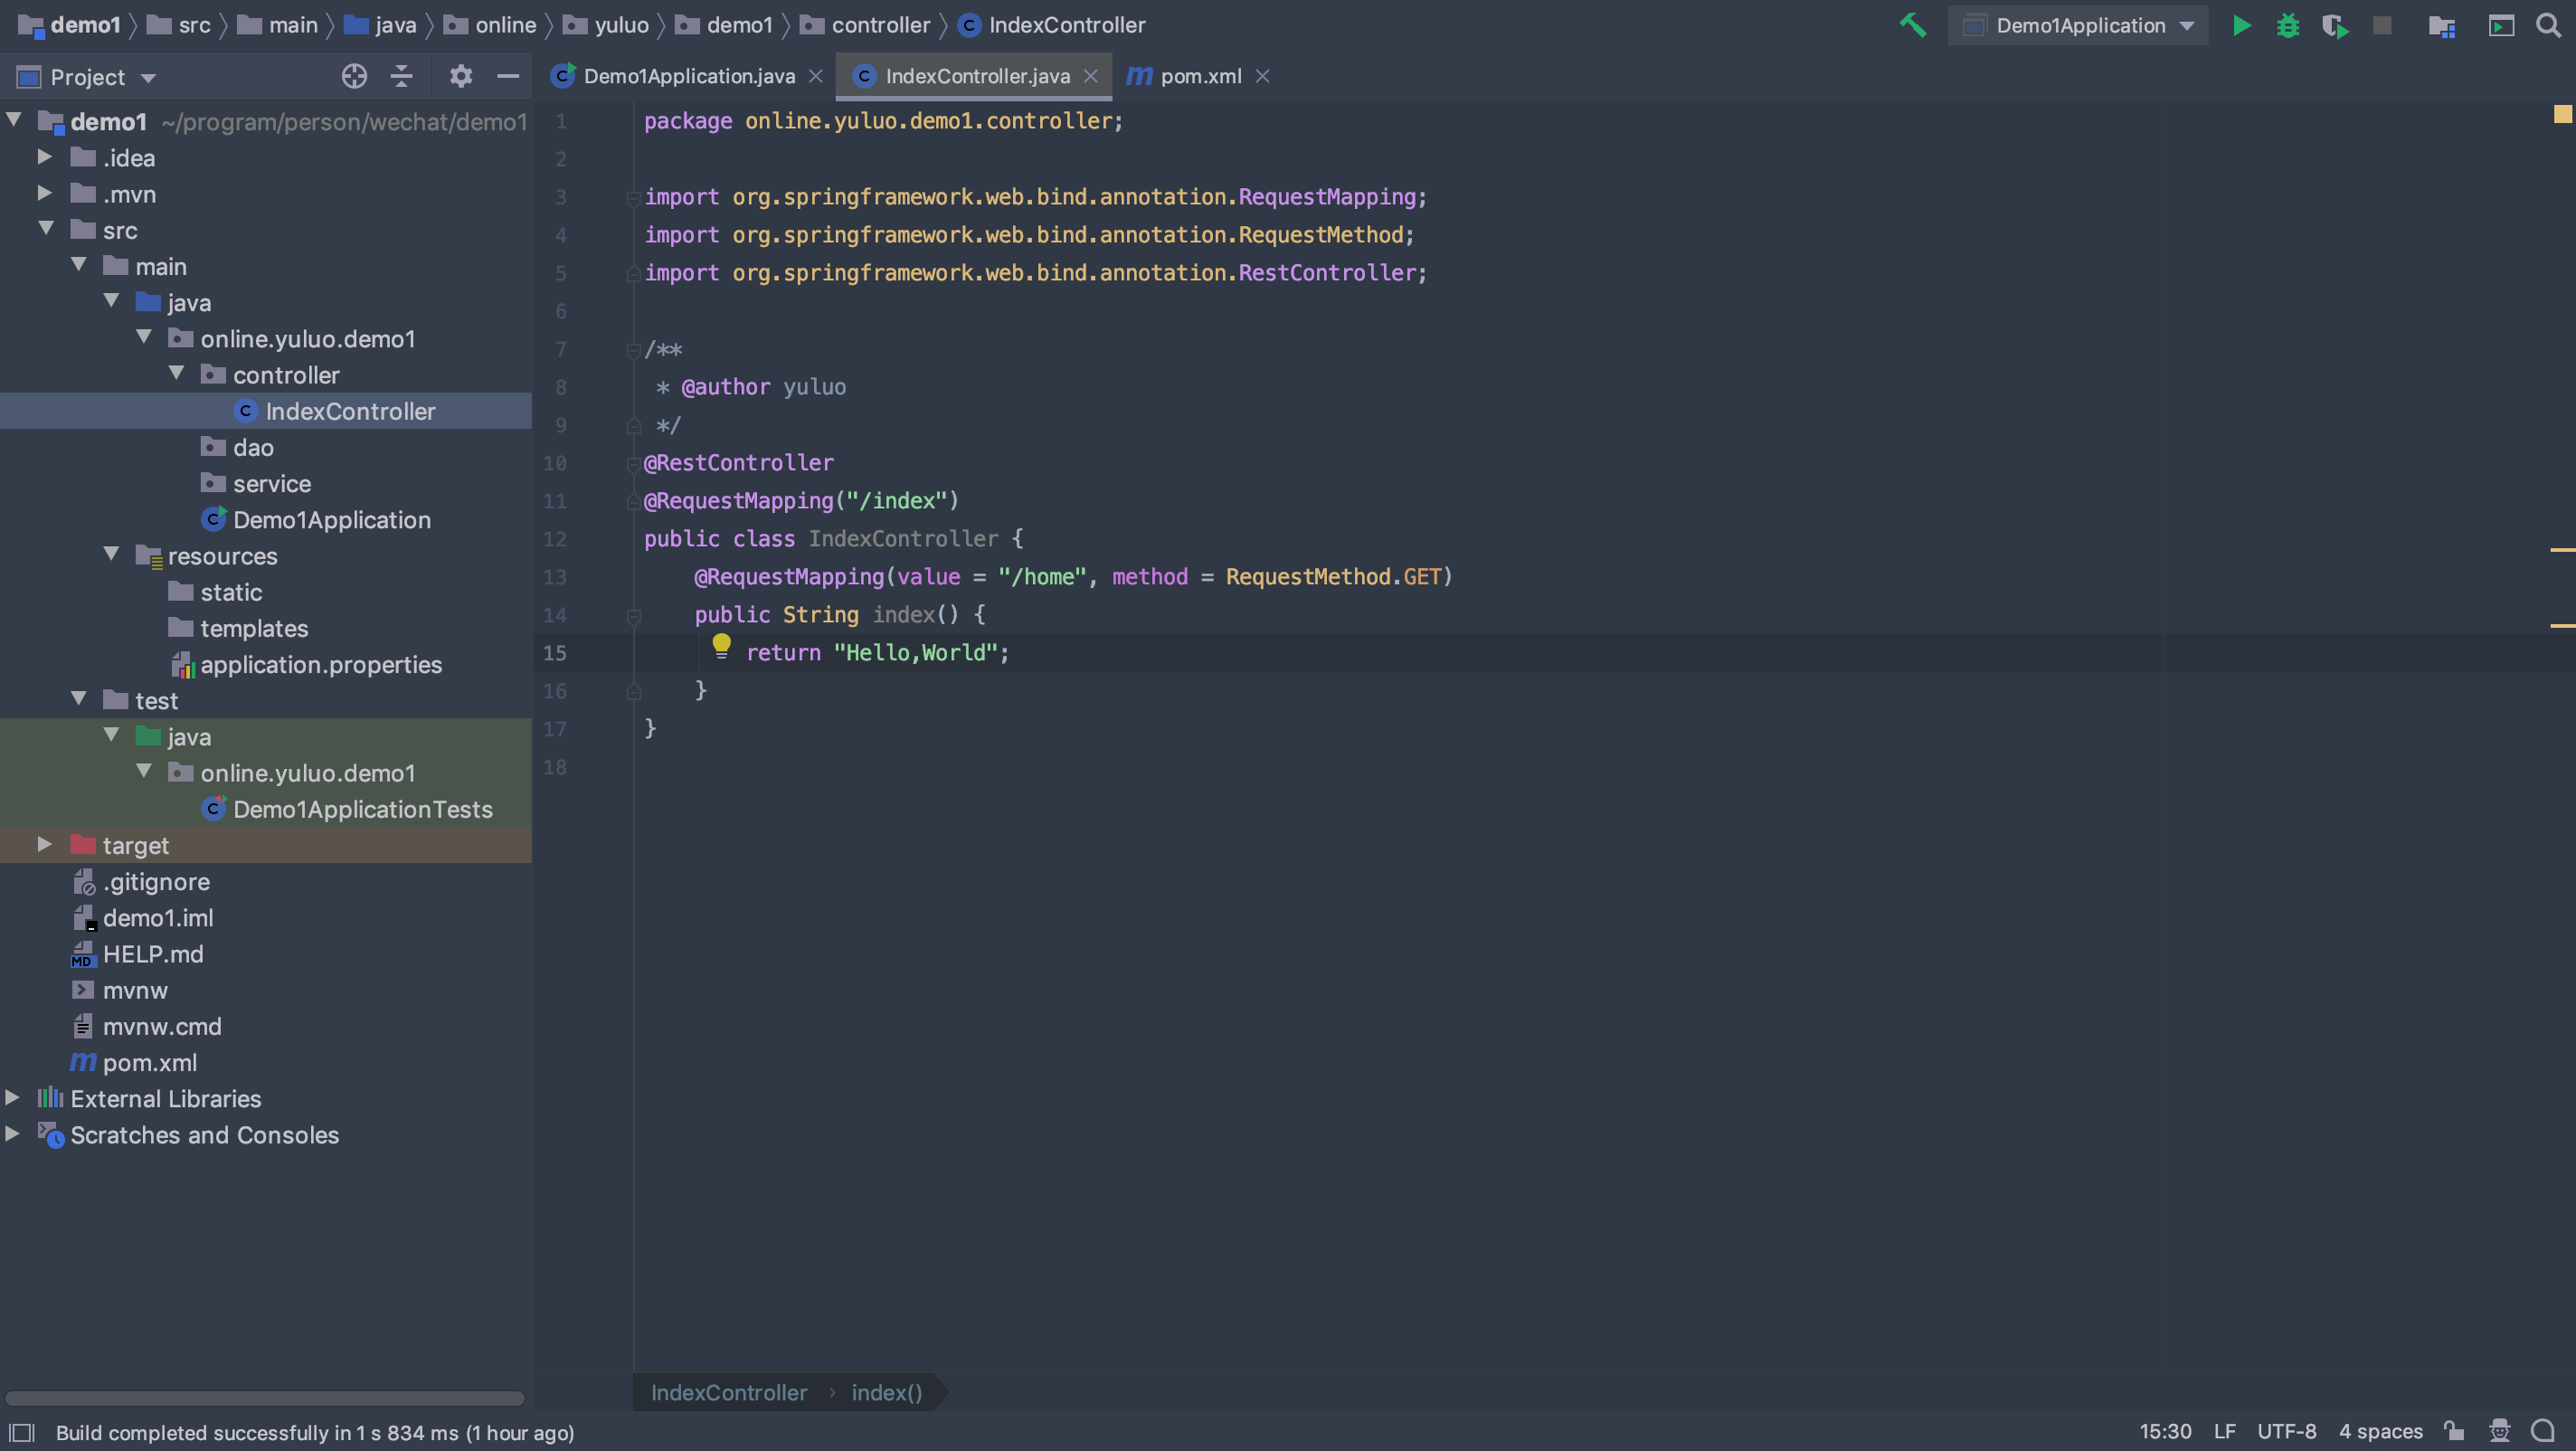 demo1 src main java online yuluo demo1 controller IndexController
Demo1Application
Project
Demo1Application.java IndexController.java pom.xml
demo1 ~/program/person/wechat/demo1
.idea
.mvn
src
main
java
online.yuluo.demo1
controller
IndexController
dao
service
Demo1Application
resources
static
templates
application.properties
test
java
online.yuluo.demo1
Demo1ApplicationTests
target
.gitignore
demo1.iml
HELP.md
mvnw
mvnw.cmd
pom.xml
External Libraries
Scratches and Consoles
1 package online.yuluo.demo1.controller;
2
3 import org.springframework.web.bind.annotation.RequestMapping;
4 import org.springframework.web.bind.annotation.RequestMethod;
5 import org.springframework.web.bind.annotation.RestController;
6
7 /**
8 * @author yuluo
9 */
10 @RestController
11 @RequestMapping("/index")
12 public class IndexController {
13 @RequestMapping(value = "/home", method = RequestMethod.GET)
14 public String index() {
15 return "Hello,World";
16 }
17 }
18
IndexController › index()
Build completed successfully in 1 s 834 ms (1 hour ago)
15:30 LF UTF-8 4 spaces